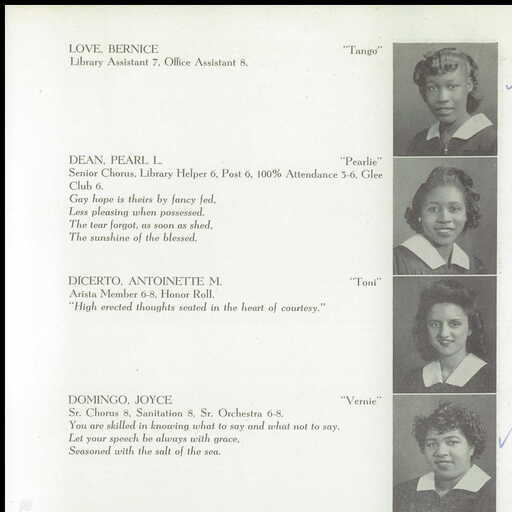 LOVE, BERNICE "Tango"
Library Assistant 7, Office Assistant 8.
DEAN, PEARL L. "Pearlie"
Senior Chorus, Library Helper 6, Post 6, 100% Attendance 3-6, Glee
Club 6.
Gay hope is theirs by fancy fed,
Less pleasing when possessed.
The tear forgot, as soon as shed,
The sunshine of the blessed.
DICERTO, ANTOINETTE M. "Toni"
Arista Member 6-8, Honor Roll.
"High erected thoughts seated in the heart of courtesy."
DOMINGO, JOYCE "Vernie"
Sr. Chorus 8, Sanitation 8, Sr. Orchestra 6-8.
You are skilled in knowing what to say and what not to say.
Let your speech be always with grace,
Seasoned with the salt of the sea.